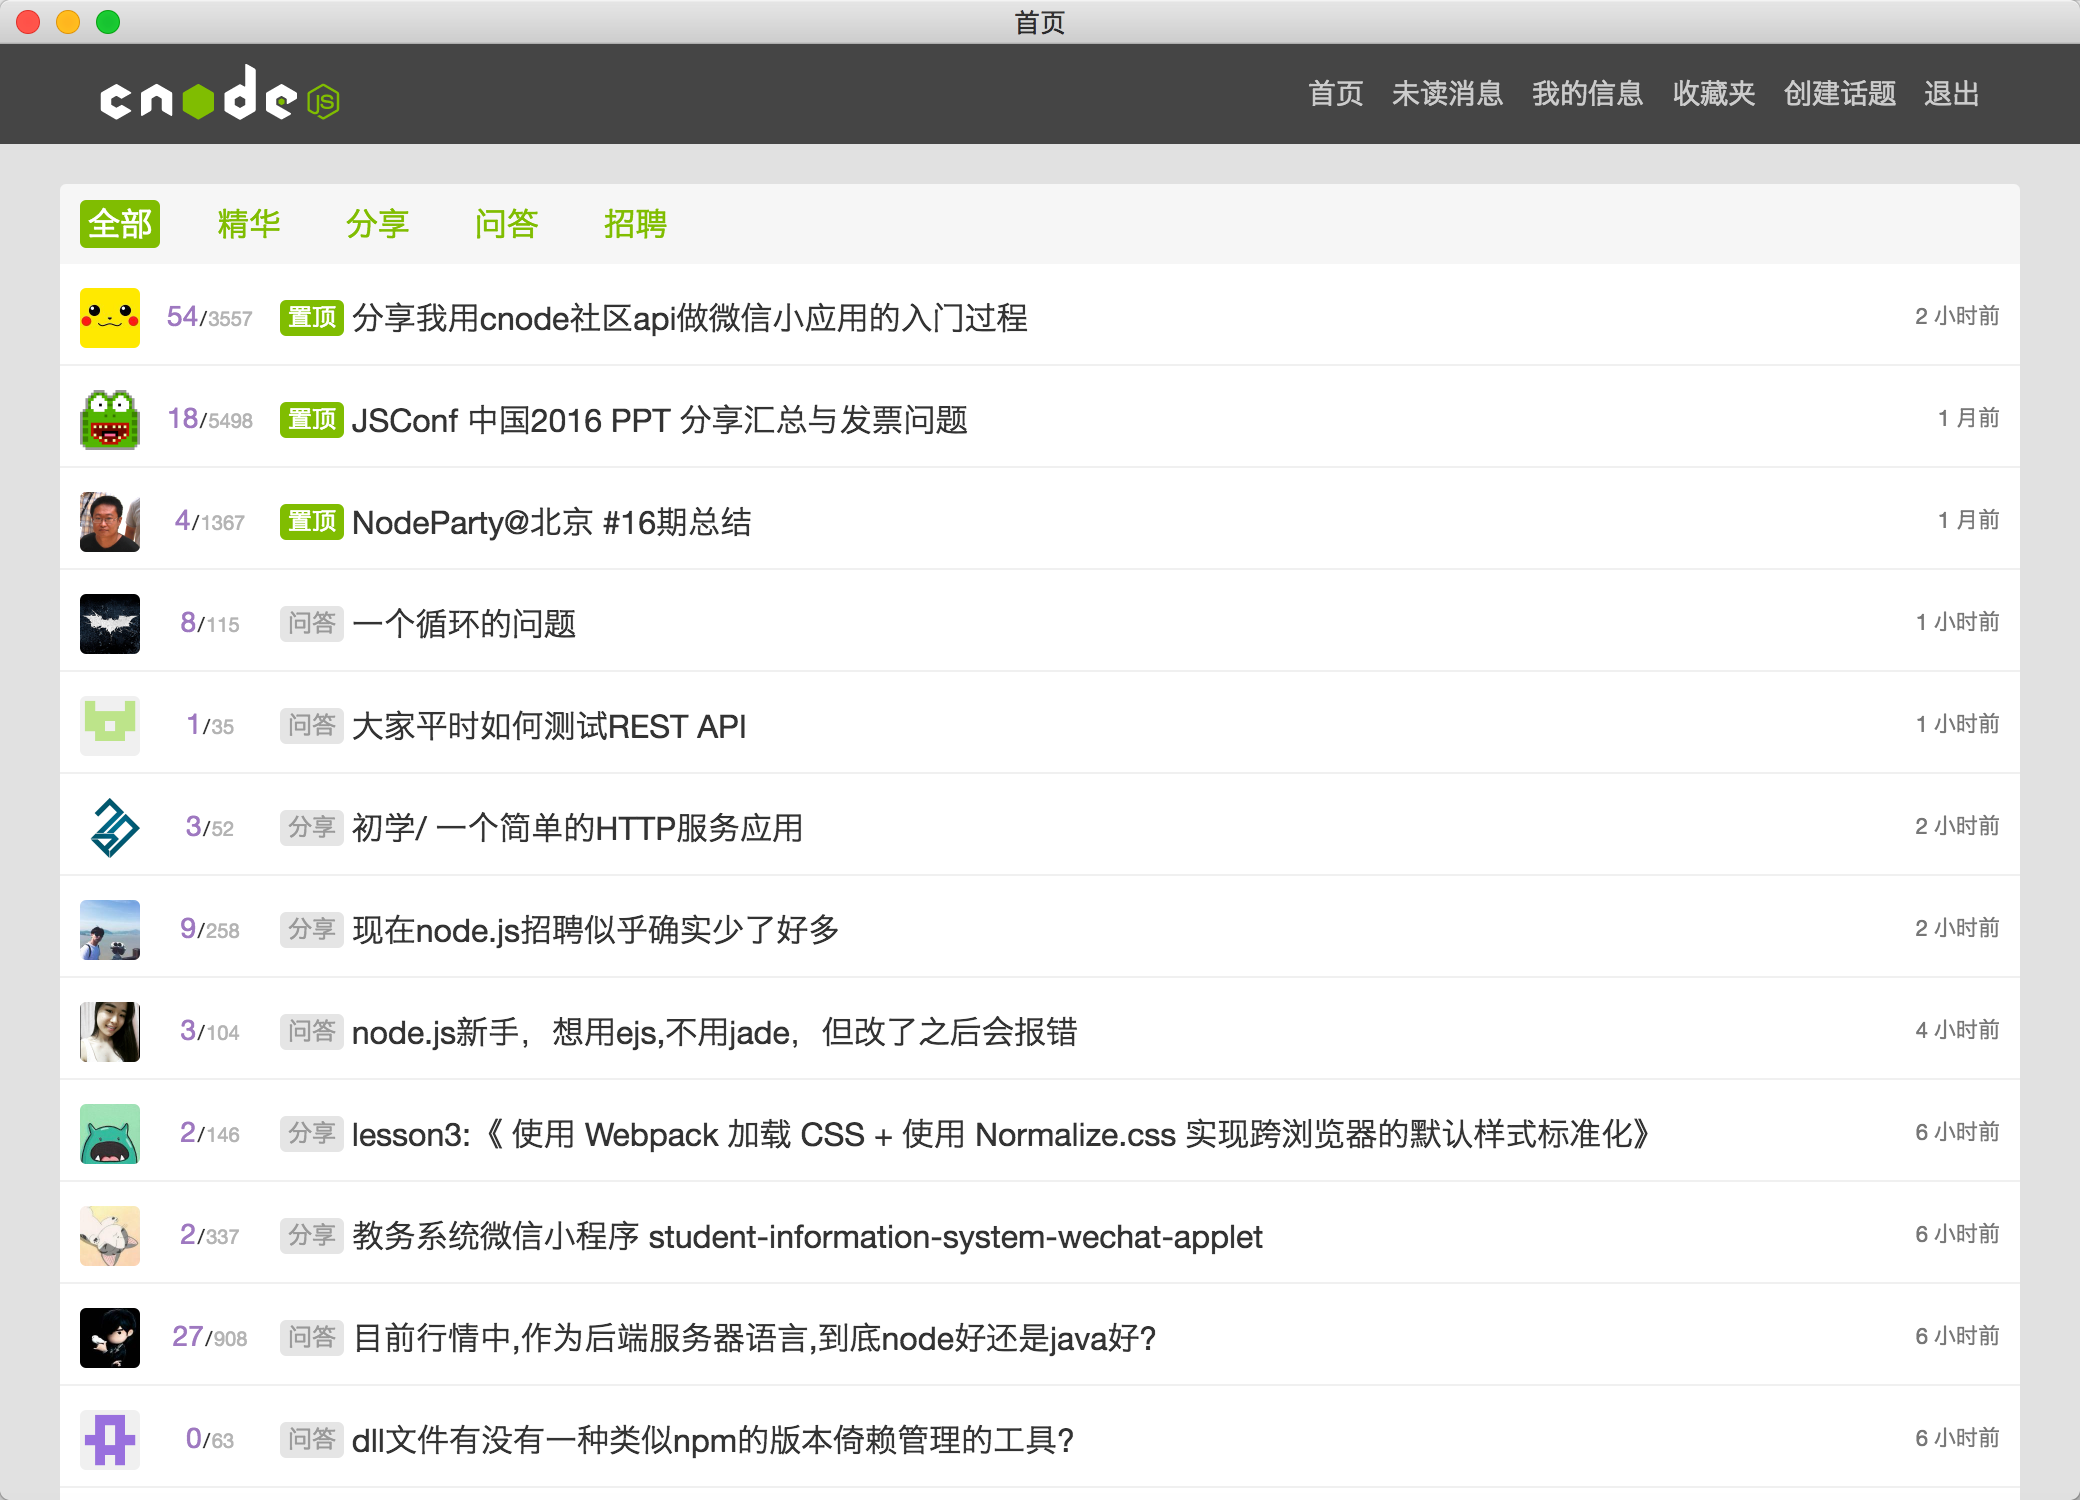 首页
cnode JS
首页 未读消息 我的信息 收藏夹 创建话题 退出
全部 精华 分享 问答 招聘
54/3557 置顶 分享我用cnode社区api做微信小应用的入门过程 2 小时前
18/5498 置顶 JSConf 中国2016 PPT 分享汇总与发票问题 1 月前
4/1367 置顶 NodeParty@北京 #16期总结 1 月前
8/115 问答 一个循环的问题 1 小时前
1/35 问答 大家平时如何测试REST API 1 小时前
3/52 分享 初学/ 一个简单的HTTP服务应用 2 小时前
9/258 分享 现在node.js招聘似乎确实少了好多 2 小时前
3/104 问答 node.js新手，想用ejs,不用jade，但改了之后会报错 4 小时前
2/146 分享 lesson3:《 使用 Webpack 加载 CSS + 使用 Normalize.css 实现跨浏览器的默认样式标准化》 6 小时前
2/337 分享 教务系统微信小程序 student-information-system-wechat-applet 6 小时前
27/908 问答 目前行情中,作为后端服务器语言,到底node好还是java好? 6 小时前
0/63 问答 dll文件有没有一种类似npm的版本倚赖管理的工具? 6 小时前